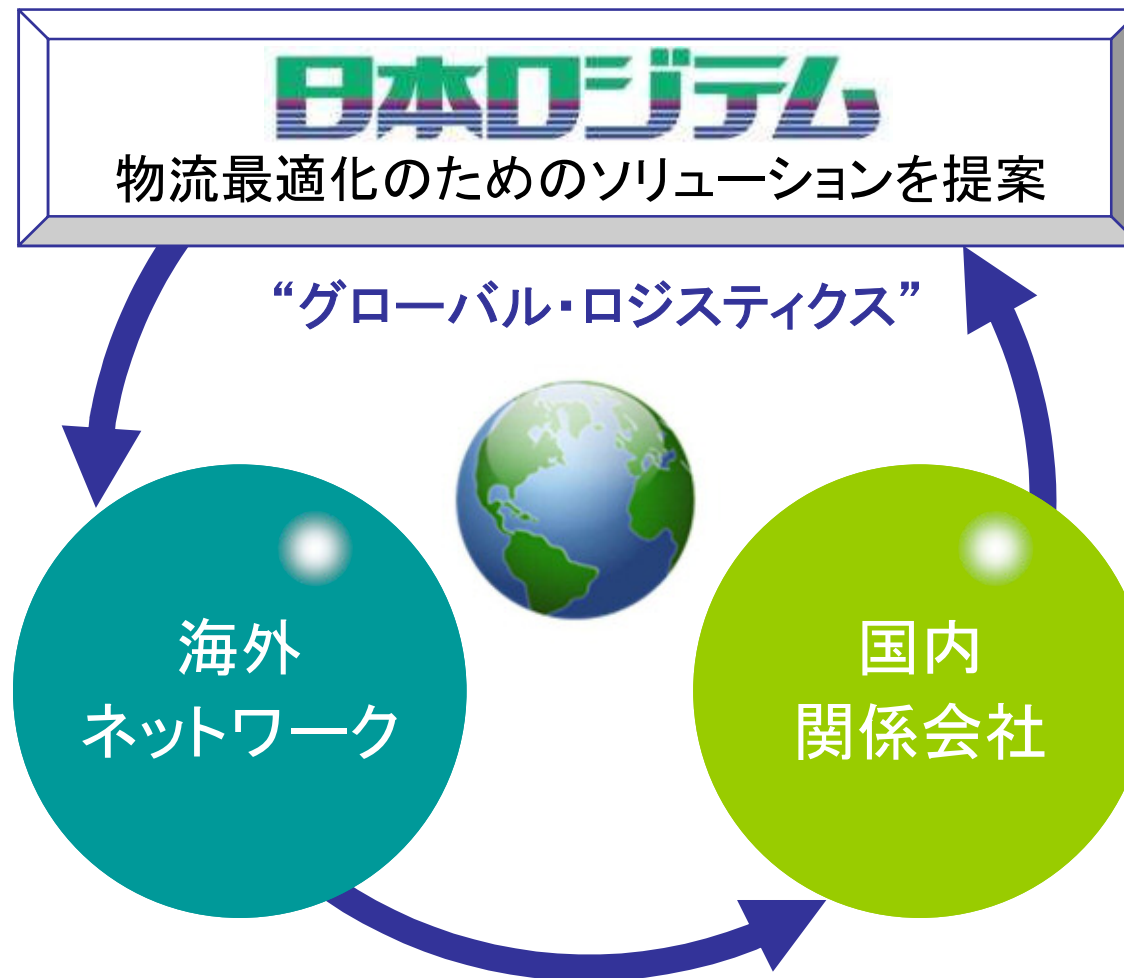 日本ロジテム
物流最適化のためのソリューションを提案
“グローバル・ロジスティクス”
海外
ネットワーク
国内
関係会社